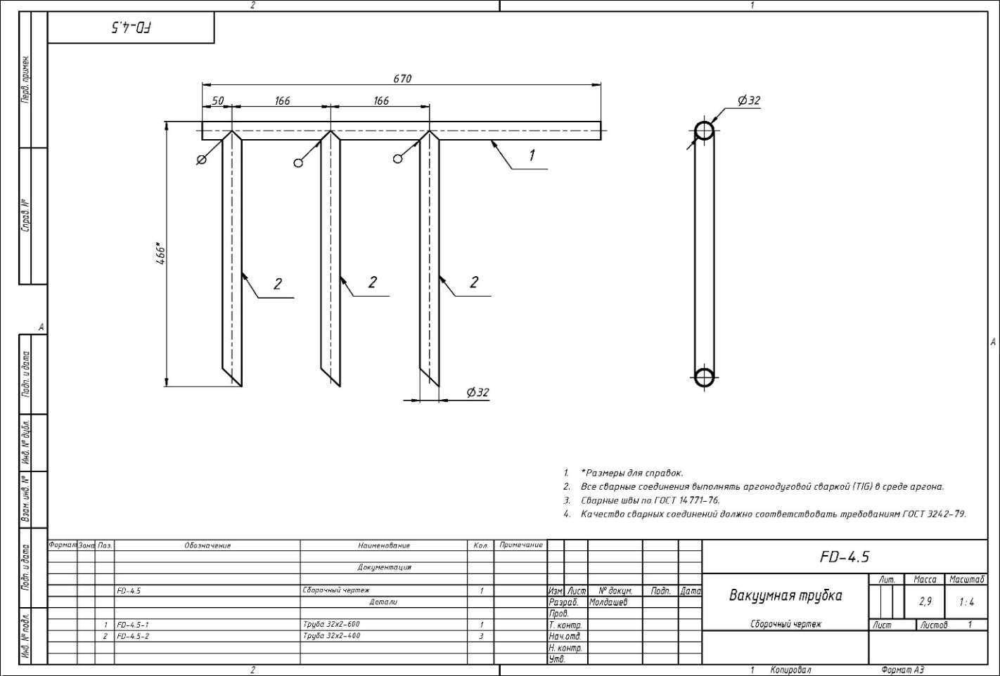 2
1
FD-4.5
Перв. примен.
Справ. №
А
Подп. и дата
Инв. № дубл.
Взам. инв. №
Подп. и дата
Инв. № подл.
670
50
166
166
⌀32
1
466*
2
2
2
⌀32
А
1. *Размеры для справок.
2. Все сварные соединения выполнять аргонодуговой сваркой (TIG) в среде аргона.
3. Сварные швы по ГОСТ 14771-76.
4. Качество сварных соединений должно соответствовать требованиям ГОСТ 3242-79.
Формат Зона Поз. Обозначение Наименование Кол. Примечание
Документация
FD-4.5 Сборочный чертеж 1
Детали
1 FD-4.5-1 Труба 32х2-600 1
2 FD-4.5-2 Труба 32х2-400 3
Изм Лист № докум. Подп. Дата
Разраб. Молдашев
Пров.
Т. контр.
Нач.отд.
Н. контр.
Утв.
FD-4.5
Вакуумная трубка
Сборочный чертеж
Лит. Масса Масштаб
2,9 1:4
Лист Листов 1
2
1 Копировал Формат А3